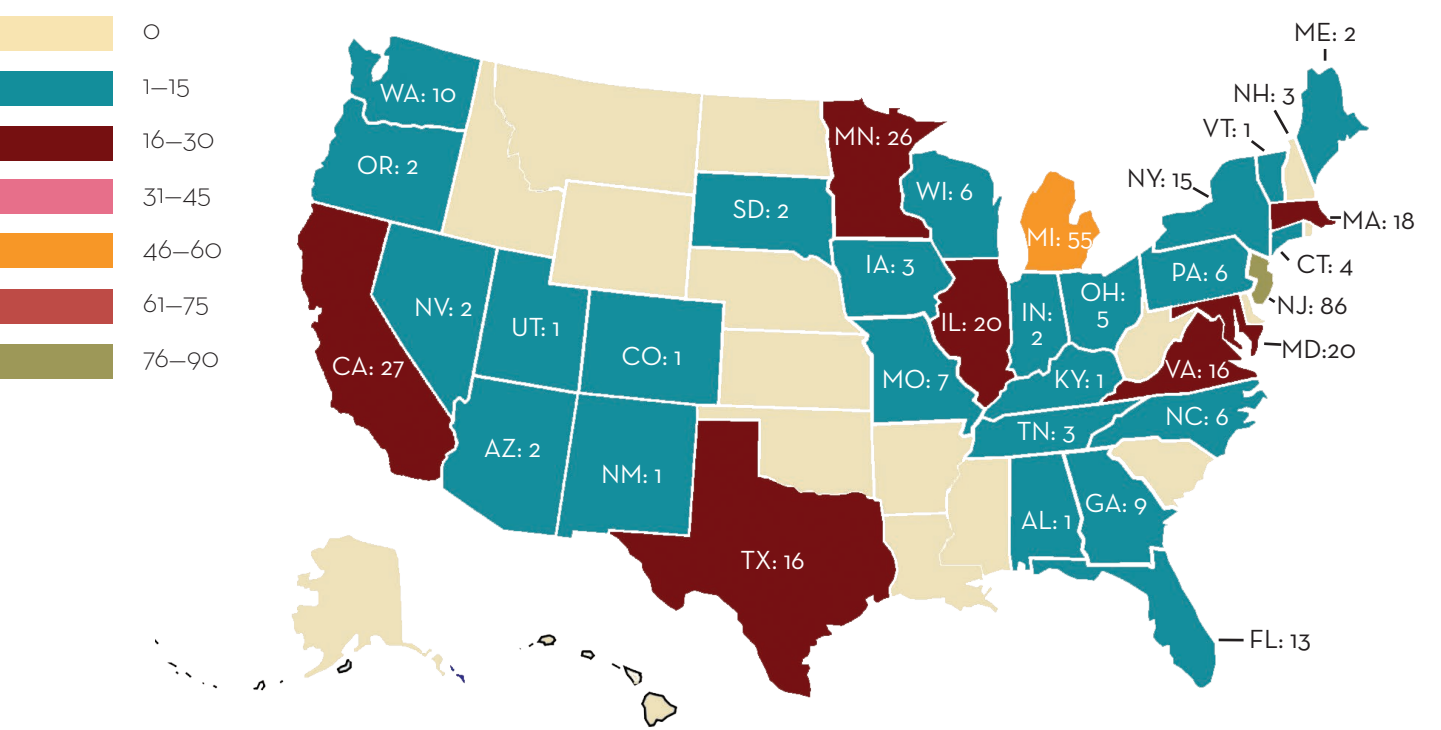 0
1–15
16–30
31–45
46–60
61–75
76–90
ME: 2
NH: 3
VT: 1
NY: 15
MA: 18
CT: 4
NJ: 86
MD:20
WA: 10
OR: 2
MN: 26
WI: 6
SD: 2
MI: 55
IA: 3
PA: 6
OH:
5
NV: 2
UT: 1
CO: 1
IL: 20
IN:
2
CA: 27
MO: 7
KY: 1
VA: 16
NC: 6
TN: 3
AZ: 2
NM: 1
AL: 1
GA: 9
TX: 16
FL: 13